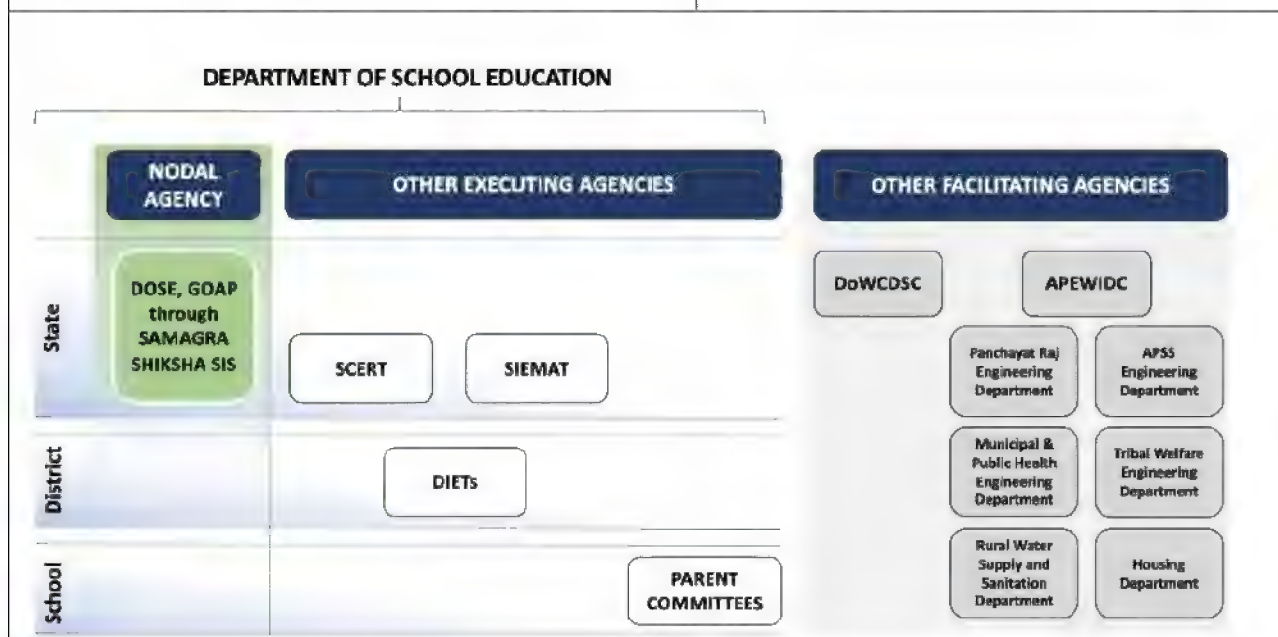 DEPARTMENT OF SCHOOL EDUCATION
NODAL
AGENCY
OTHER EXECUTING AGENCIES
OTHER FACILITATING AGENCIES
State
DOSE, GOAP
through
SAMAGRA
SHIKSHA SIS
SCERT
SIEMAT
DoWCDSC
APEWIDC
Panchayat Raj
Engineering
Department
APSS
Engineering
Department
District
DIETs
Municipal &
Public Health
Engineering
Department
Tribal Welfare
Engineering
Department
School
PARENT
COMMITTEES
Rural Water
Supply and
Sanitation
Department
Housing
Department